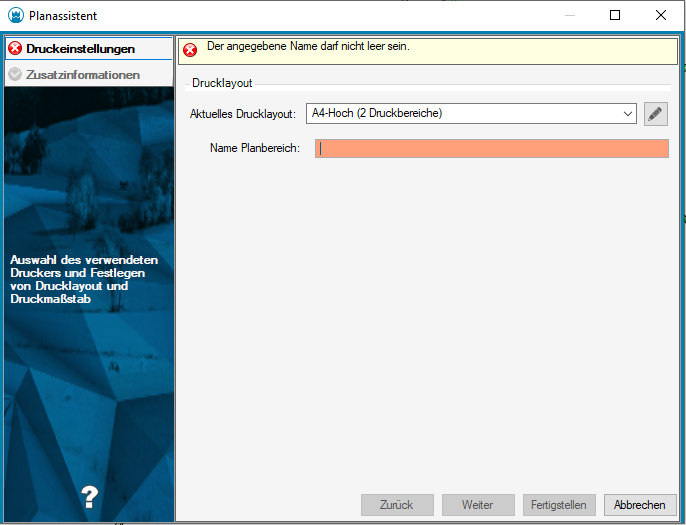 Planassistent
Druckeinstellungen
Zusatzinformationen
Auswahl des verwendeten
Druckers und Festlegen
von Drucklayout und
Druckmaßstab
?
Der angegebene Name darf nicht leer sein.
Drucklayout
Aktuelles Drucklayout: A4-Hoch (2 Druckbereiche)
Name Planbereich:
Zurück Weiter Fertigstellen Abbrechen